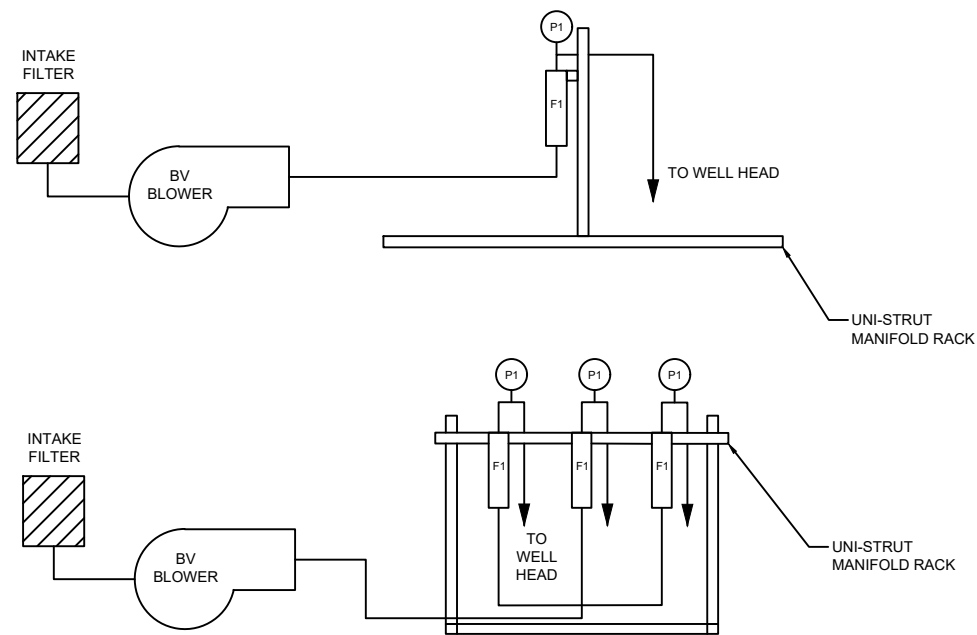 P1
INTAKE
FILTER
F1
BV
BLOWER
TO WELL HEAD
UNI-STRUT
MANIFOLD RACK
P1
P1
P1
INTAKE
FILTER
F1
F1
F1
TO
WELL
HEAD
BV
BLOWER
UNI-STRUT
MANIFOLD RACK